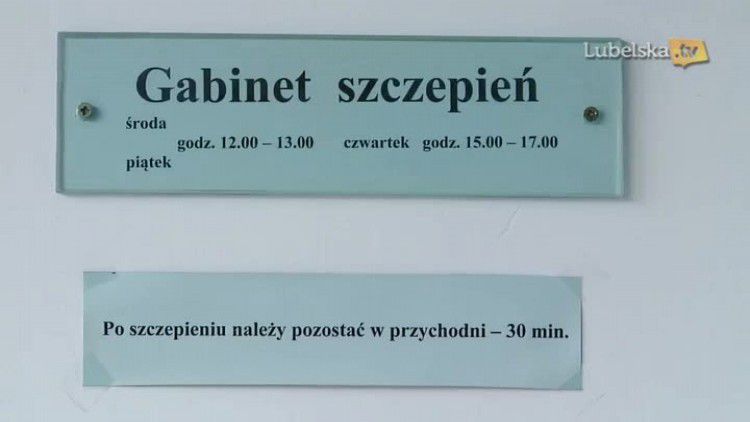 Lubelska.tv
Gabinet szczepień
środa
godz. 12.00 – 13.00 czwartek godz. 15.00 – 17.00
piątek
Po szczepieniu należy pozostać w przychodni – 30 min.